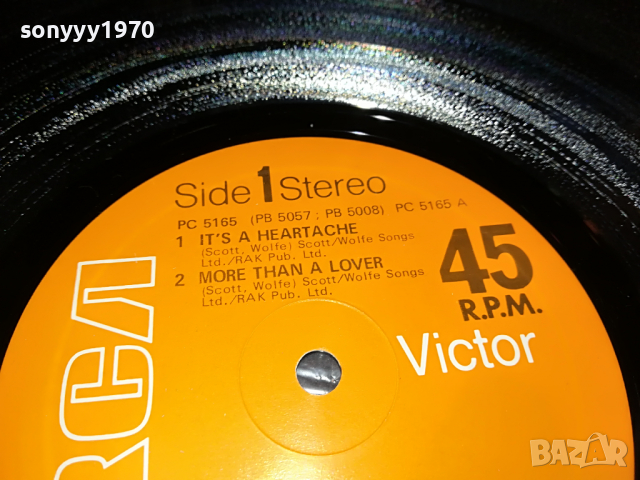 sonyyy1970
Side 1 Stereo
PC 5165 (PB 5057 : PB 5008) PC 5165 A
1 IT'S A HEARTACHE
(Scott, Wolfe) Scott/Wolfe Songs
Ltd./RAK Pub. Ltd.
2 MORE THAN A LOVER
(Scott, Wolfe) Scott/Wolfe Songs
Ltd./RAK Pub. Ltd.
45
R.P.M.
RCA
Victor
BAZAR